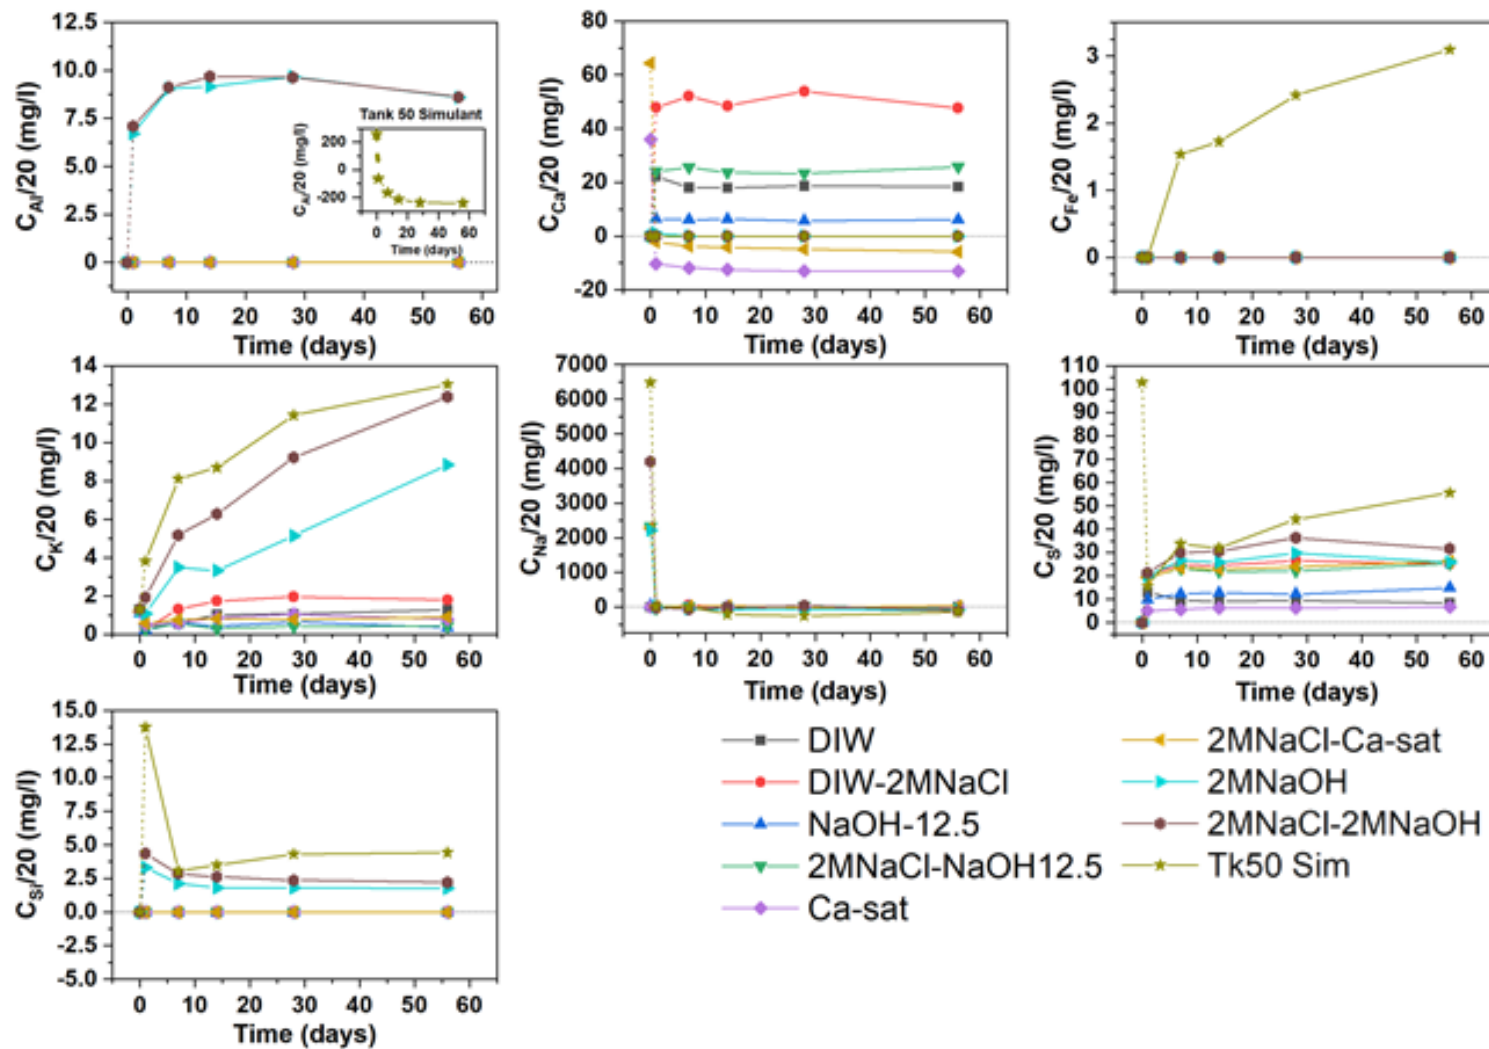 12.5
10.0
7.5
5.0
2.5
0
C_Al/20 (mg/l)
0 10 20 30 40 50 60
Time (days)
Tank 50 Simulant
200
0
-200
C_Al/20 (mg/l)
0 20 40 60
Time (days)
80
60
40
20
0
-20
C_Ca/20 (mg/l)
0 10 20 30 40 50 60
Time (days)
3
2
1
0
C_Fe/20 (mg/l)
0 10 20 30 40 50 60
Time (days)
14
12
10
8
6
4
2
0
C_K/20 (mg/l)
0 10 20 30 40 50 60
Time (days)
7000
6000
5000
4000
3000
2000
1000
0
C_Na/20 (mg/l)
0 10 20 30 40 50 60
Time (days)
110
100
90
80
70
60
50
40
30
20
10
0
C_S/20 (mg/l)
0 10 20 30 40 50 60
Time (days)
15.0
12.5
10.0
7.5
5.0
2.5
0.0
-2.5
-5.0
C_Si/20 (mg/l)
0 10 20 30 40 50 60
Time (days)
DIW
DIW-2MNaCl
NaOH-12.5
2MNaCl-NaOH12.5
Ca-sat
2MNaCl-Ca-sat
2MNaOH
2MNaCl-2MNaOH
Tk50 Sim